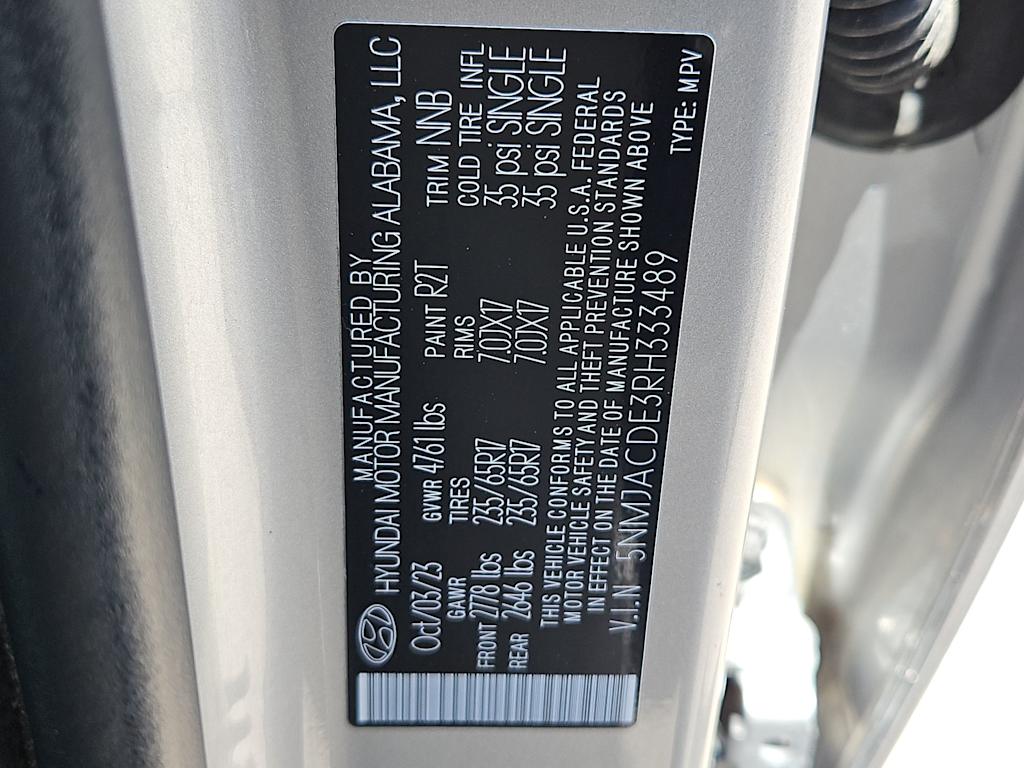 MANUFACTURED BY
HYUNDAI MOTOR MANUFACTURING ALABAMA, LLC
Oct/03/23 GVWR 4761 lbs PAINT R2T TRIM NNB
GAWR TIRES RIMS COLD TIRE INFL
FRONT 2778 lbs 235/65R17 7.0JX17 35 psi SINGLE
REAR 2646 lbs 235/65R17 7.0JX17 35 psi SINGLE
THIS VEHICLE CONFORMS TO ALL APPLICABLE U.S.A. FEDERAL
MOTOR VEHICLE SAFETY AND THEFT PREVENTION STANDARDS
IN EFFECT ON THE DATE OF MANUFACTURE SHOWN ABOVE
V.I.N 5NMJACDE3RH333489 TYPE: MPV